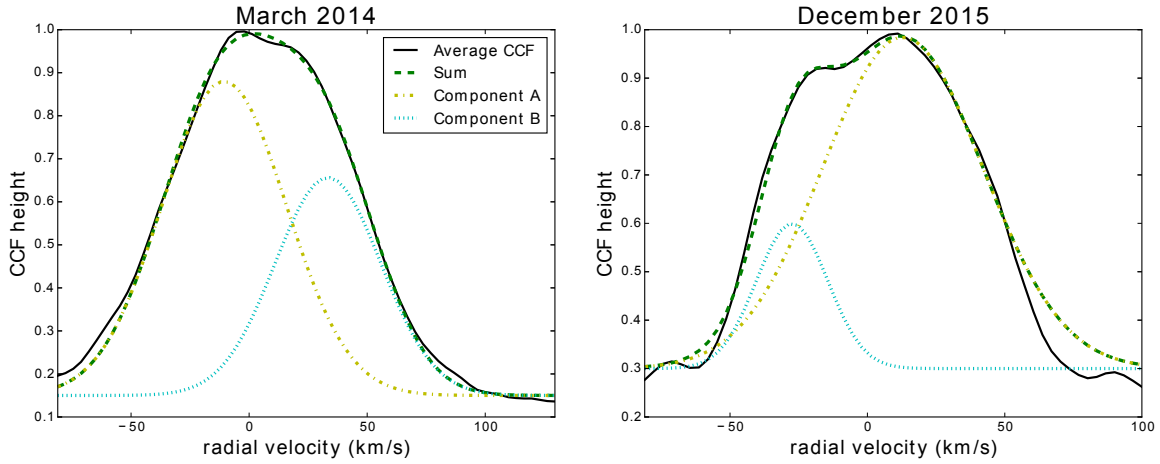 March 2014
CCF height
1.0
0.9
0.8
0.7
0.6
0.5
0.4
0.3
0.2
0.1
Average CCF
Sum
Component A
Component B
−50 0 50 100
radial velocity (km/s)
December 2015
CCF height
1.0
0.9
0.8
0.7
0.6
0.5
0.4
0.3
0.2
−50 0 50 100
radial velocity (km/s)